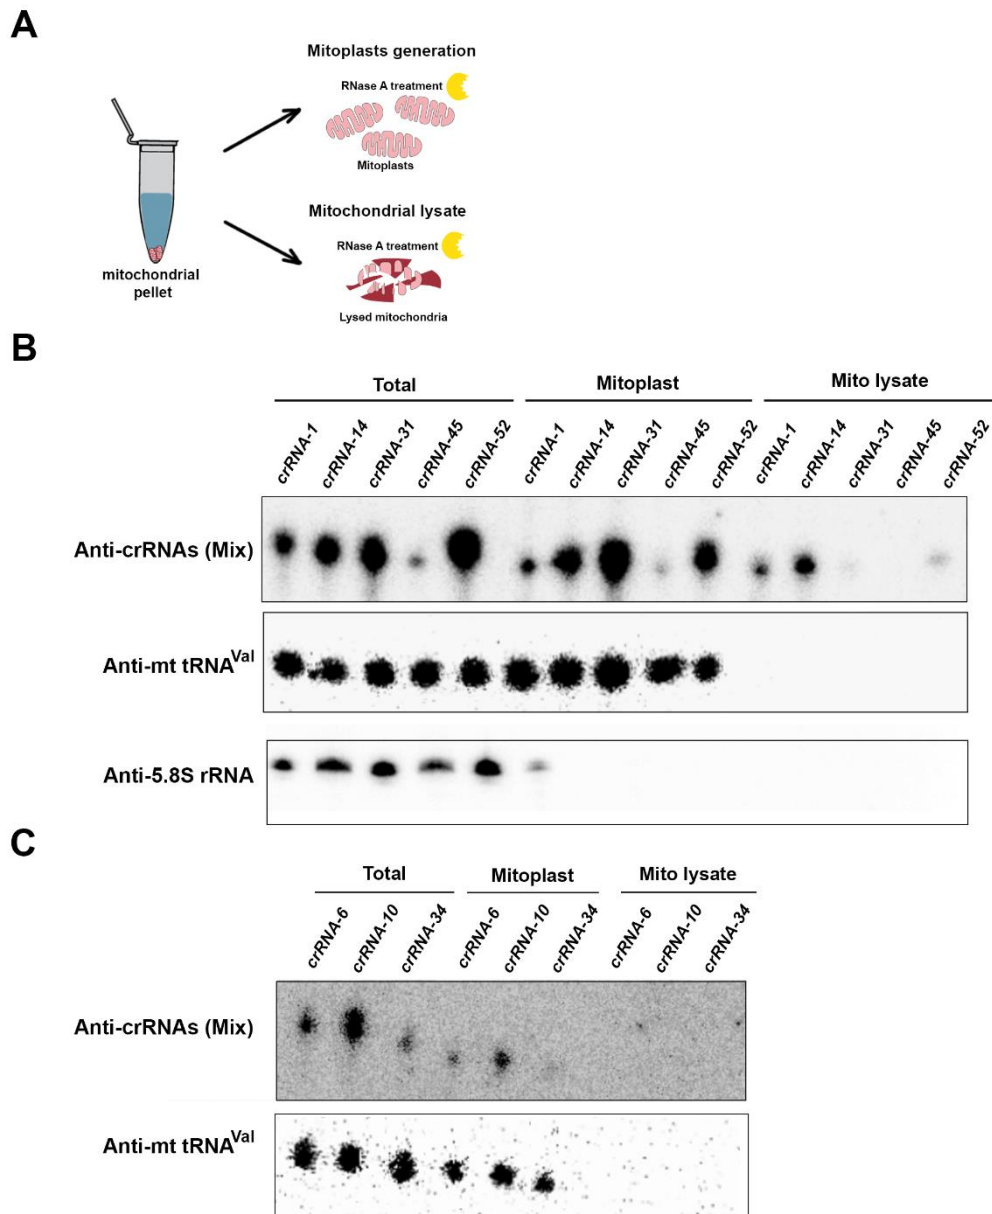 A
Mitoplasts generation
RNase A treatment
Mitoplasts
Mitochondrial lysate
RNase A treatment
Lysed mitochondria
mitochondrial
pellet
B
Total Mitoplast Mito lysate
crRNA-1 crRNA-14 crRNA-31 crRNA-45 crRNA-52 crRNA-1 crRNA-14 crRNA-31 crRNA-45 crRNA-52 crRNA-1 crRNA-14 crRNA-31 crRNA-45 crRNA-52
Anti-crRNAs (Mix)
Anti-mt tRNAVal
Anti-5.8S rRNA
C
Total Mitoplast Mito lysate
crRNA-6 crRNA-10 crRNA-34 crRNA-6 crRNA-10 crRNA-34 crRNA-6 crRNA-10 crRNA-34
Anti-crRNAs (Mix)
Anti-mt tRNAVal